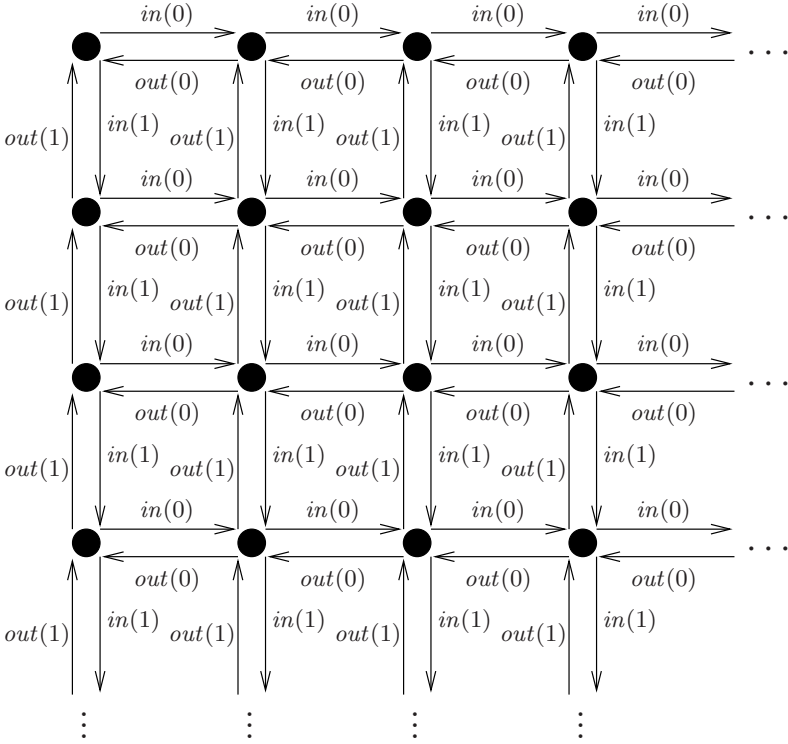 in(0) in(0) in(0) in(0)
...
out(0) out(0) out(0) out(0)
out(1) in(1) out(1) in(1) out(1) in(1) out(1) in(1)
in(0) in(0) in(0) in(0)
...
out(0) out(0) out(0) out(0)
out(1) in(1) out(1) in(1) out(1) in(1) out(1) in(1)
in(0) in(0) in(0) in(0)
...
out(0) out(0) out(0) out(0)
out(1) in(1) out(1) in(1) out(1) in(1) out(1) in(1)
in(0) in(0) in(0) in(0)
...
out(0) out(0) out(0) out(0)
out(1) in(1) out(1) in(1) out(1) in(1) out(1) in(1)
⋮ ⋮ ⋮ ⋮